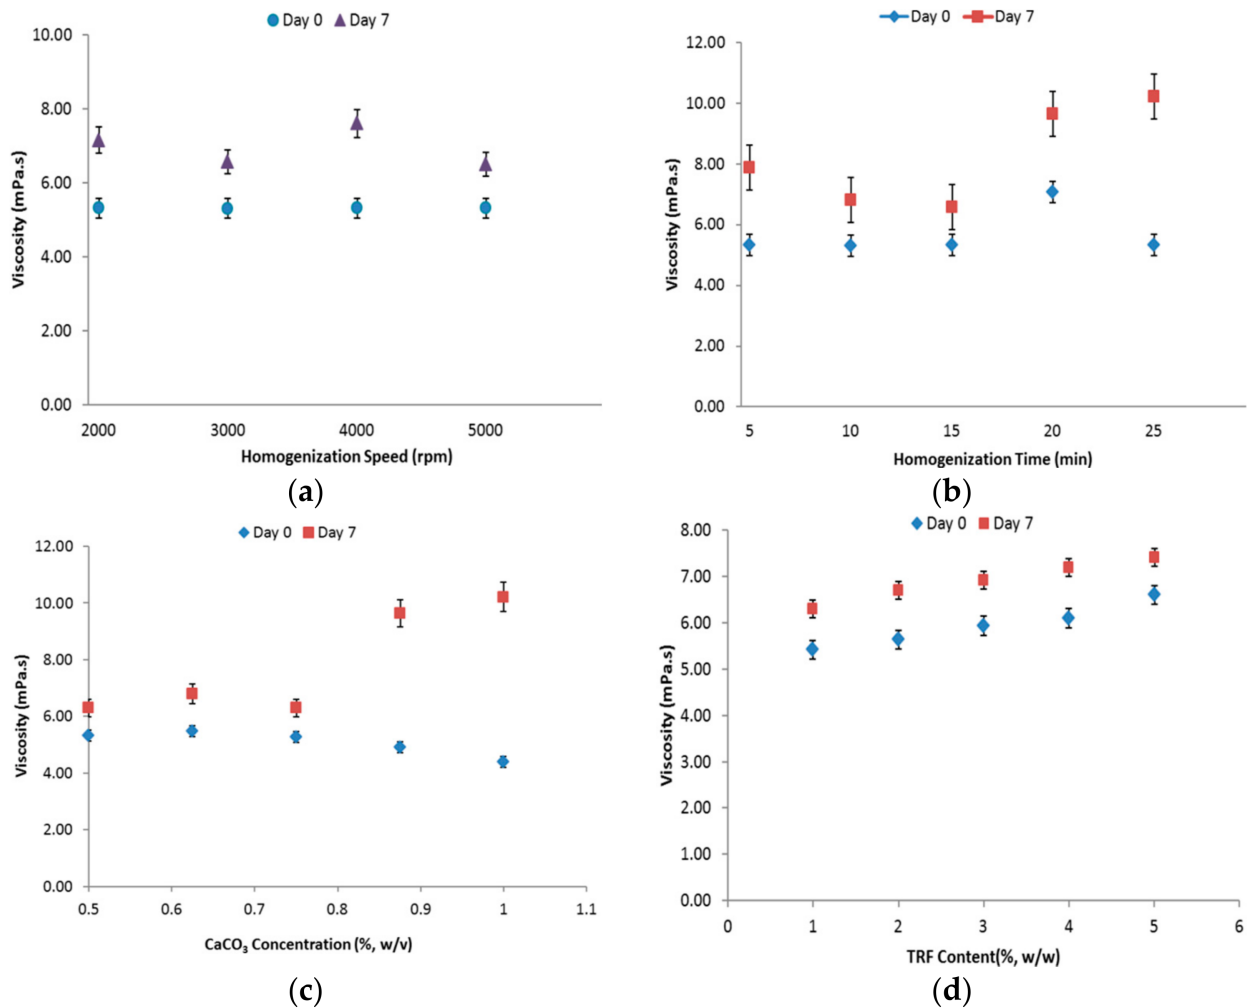 Day 0 Day 7
10.00
8.00
6.00
4.00
2.00
0.00
Viscosity (mPa.s)
2000 3000 4000 5000
Homogenization Speed (rpm)
(a)
Day 0 Day 7
12.00
10.00
8.00
6.00
4.00
2.00
0.00
Viscosity (mPa.s)
5 10 15 20 25
Homogenization Time (min)
(b)
Day 0 Day 7
12.00
10.00
8.00
6.00
4.00
2.00
0.00
Viscosity (mPa.s)
0.5 0.6 0.7 0.8 0.9 1 1.1
CaCO₃ Concentration (%, w/v)
(c)
Day 0 Day 7
8.00
7.00
6.00
5.00
4.00
3.00
2.00
1.00
0.00
Viscosity (mPa.s)
0 1 2 3 4 5 6
TRF Content(%, w/w)
(d)